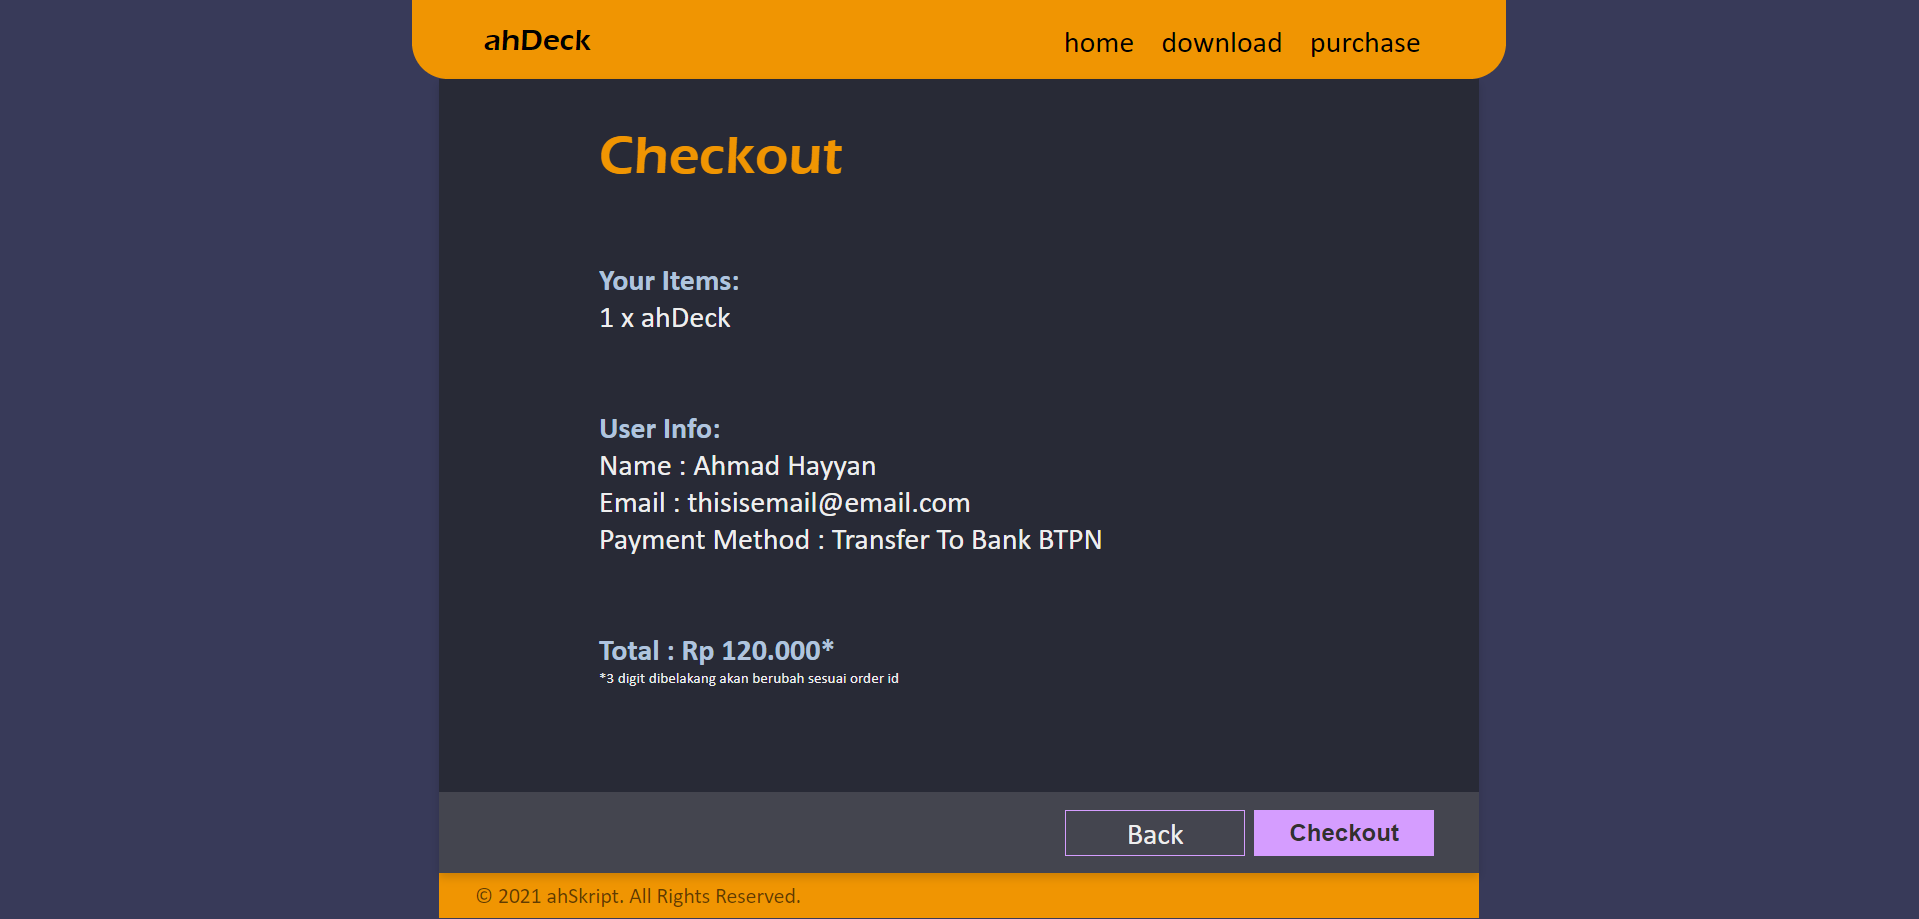 ahDeck
home download purchase
Checkout
Your Items:
1 x ahDeck
User Info:
Name : Ahmad Hayyan
Email : thisisemail@email.com
Payment Method : Transfer To Bank BTPN
Total : Rp 120.000*
*3 digit dibelakang akan berubah sesuai order id
Back Checkout
© 2021 ahSkript. All Rights Reserved.